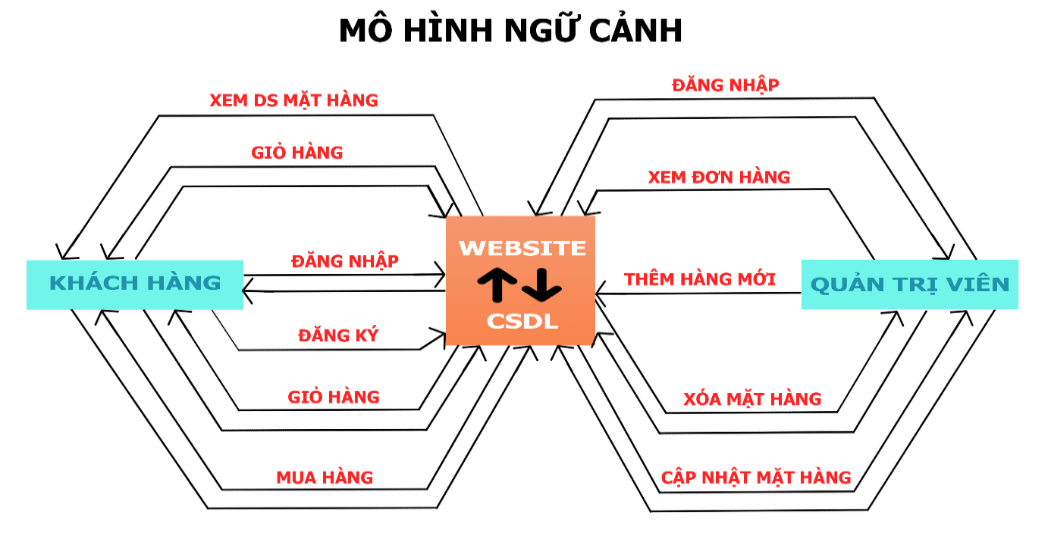 MÔ HÌNH NGỮ CẢNH
XEM DS MẶT HÀNG
ĐĂNG NHẬP
GIỎ HÀNG
XEM ĐƠN HÀNG
WEBSITE
ĐĂNG NHẬP
KHÁCH HÀNG
THÊM HÀNG MỚI
QUẢN TRỊ VIÊN
CSDL
ĐĂNG KÝ
GIỎ HÀNG
XÓA MẶT HÀNG
MUA HÀNG
CẬP NHẬT MẶT HÀNG